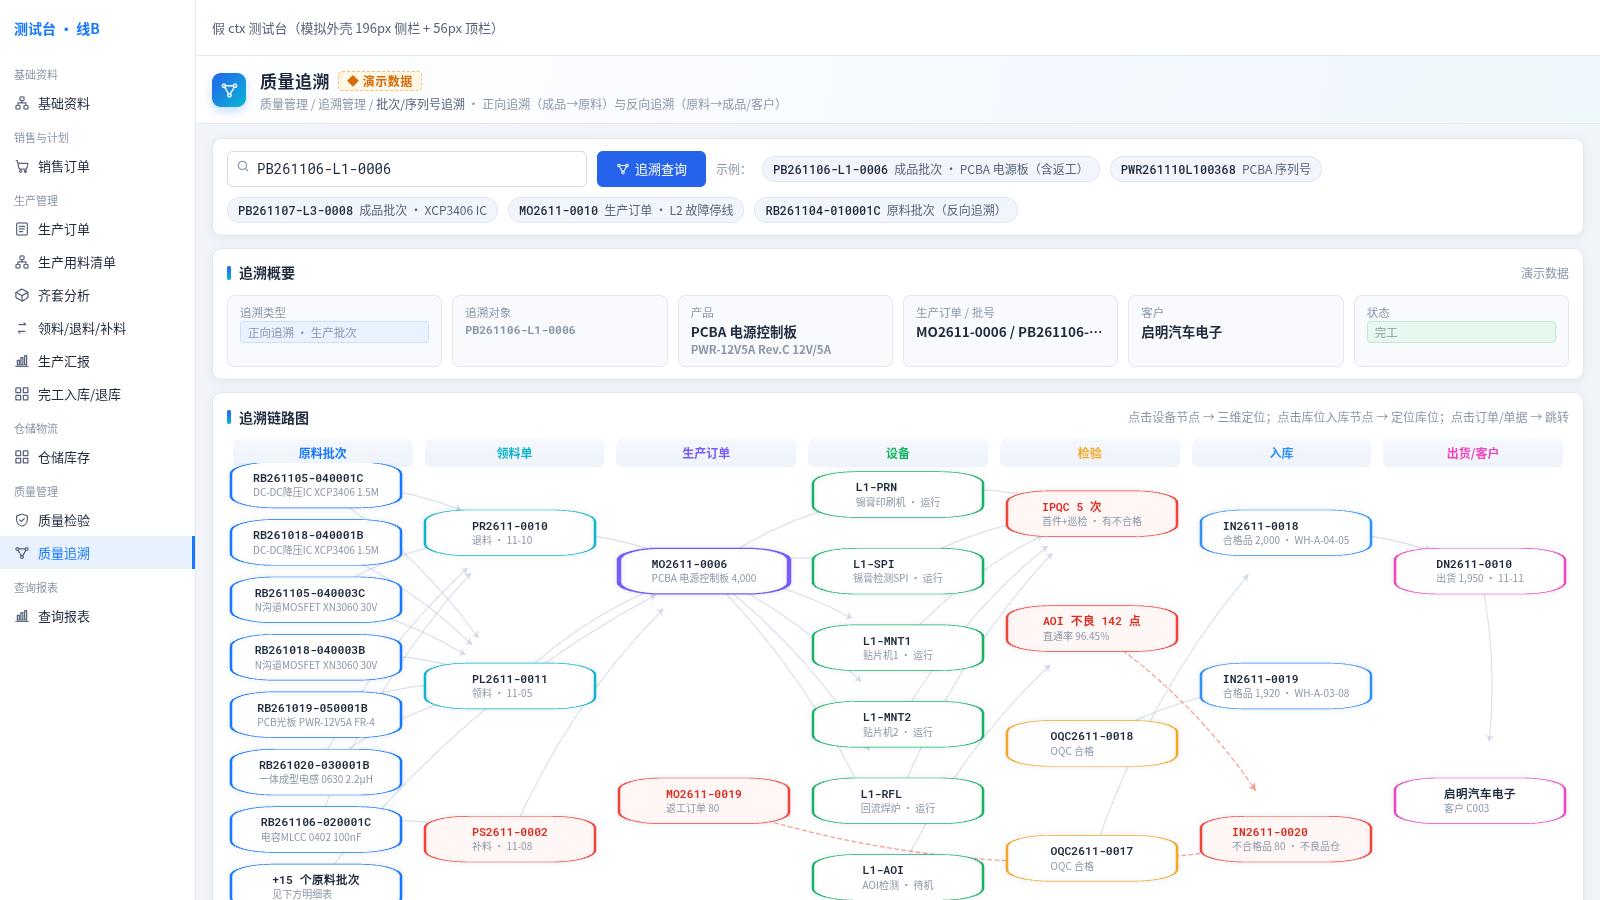 测试台 · 线B
基础资料
基础资料
销售与计划
销售订单
生产管理
生产订单
生产用料清单
齐套分析
领料/退料/补料
生产汇报
完工入库/退库
仓储物流
仓储库存
质量管理
质量检验
质量追溯
查询报表
查询报表
假 ctx 测试台（模拟外壳 196px 侧栏 + 56px 顶栏）
质量追溯
◆ 演示数据
质量管理 / 追溯管理 / 批次/序列号追溯 · 正向追溯（成品→原料）与反向追溯（原料→成品/客户）
PB261106-L1-0006
追溯查询
示例：
PB261106-L1-0006 成品批次 · PCBA 电源板（含返工）
PWR261110L100368 PCBA 序列号
PB261107-L3-0008 成品批次 · XCP3406 IC
MO2611-0010 生产订单 · L2 故障停线
RB261104-010001C 原料批次（反向追溯）
追溯概要
演示数据
追溯类型
正向追溯 · 生产批次
追溯对象
PB261106-L1-0006
产品
PCBA 电源控制板
PWR-12V5A Rev.C 12V/5A
生产订单 / 批号
MO2611-0006 / PB261106-···
客户
启明汽车电子
状态
完工
追溯链路图
点击设备节点 → 三维定位；点击库位入库节点 → 定位库位；点击订单/单据 → 跳转
原料批次
领料单
生产订单
设备
检验
入库
出货/客户
RB261105-040001C
DC-DC降压IC XCP3406 1.5M
RB261018-040001B
DC-DC降压IC XCP3406 1.5M
RB261105-040003C
N沟道MOSFET XN3060 30V
RB261018-040003B
N沟道MOSFET XN3060 30V
RB261019-050001B
PCB光板 PWR-12V5A FR-4
RB261020-030001B
一体成型电感 0630 2.2μH
RB261106-020001C
电容MLCC 0402 100nF
+15 个原料批次
见下方明细表
PR2611-0010
退料 · 11-10
PL2611-0011
领料 · 11-05
PS2611-0002
补料 · 11-08
MO2611-0006
PCBA 电源控制板 4,000
MO2611-0019
返工订单 80
L1-PRN
锡膏印刷机 · 运行
L1-SPI
锡膏检测SPI · 运行
L1-MNT1
贴片机1 · 运行
L1-MNT2
贴片机2 · 运行
L1-RFL
回流焊炉 · 运行
L1-AOI
AOI检测 · 待机
IPQC 5 次
首件+巡检 · 有不合格
AOI 不良 142 点
直通率 96.45%
OQC2611-0018
OQC 合格
OQC2611-0017
OQC 合格
IN2611-0018
合格品 2,000 · WH-A-04-05
IN2611-0019
合格品 1,920 · WH-A-03-08
IN2611-0020
不合格品 80 · 不良品仓
DN2611-0010
出货 1,950 · 11-11
启明汽车电子
客户 C003